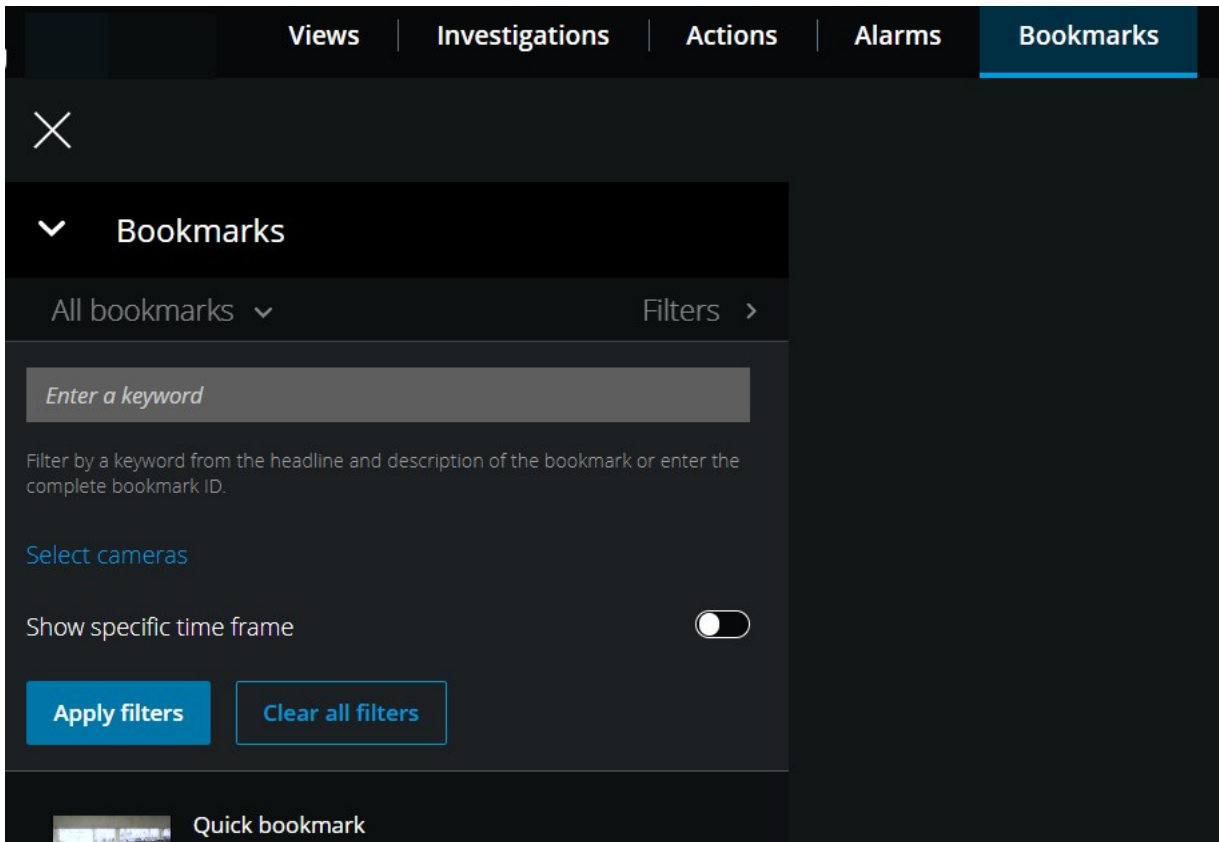 Views
Investigations
Actions
Alarms
Bookmarks
Bookmarks
All bookmarks
Filters
Enter a keyword
Filter by a keyword from the headline and description of the bookmark or enter the
complete bookmark ID.
Select cameras
Show specific time frame
Apply filters
Clear all filters
Quick bookmark